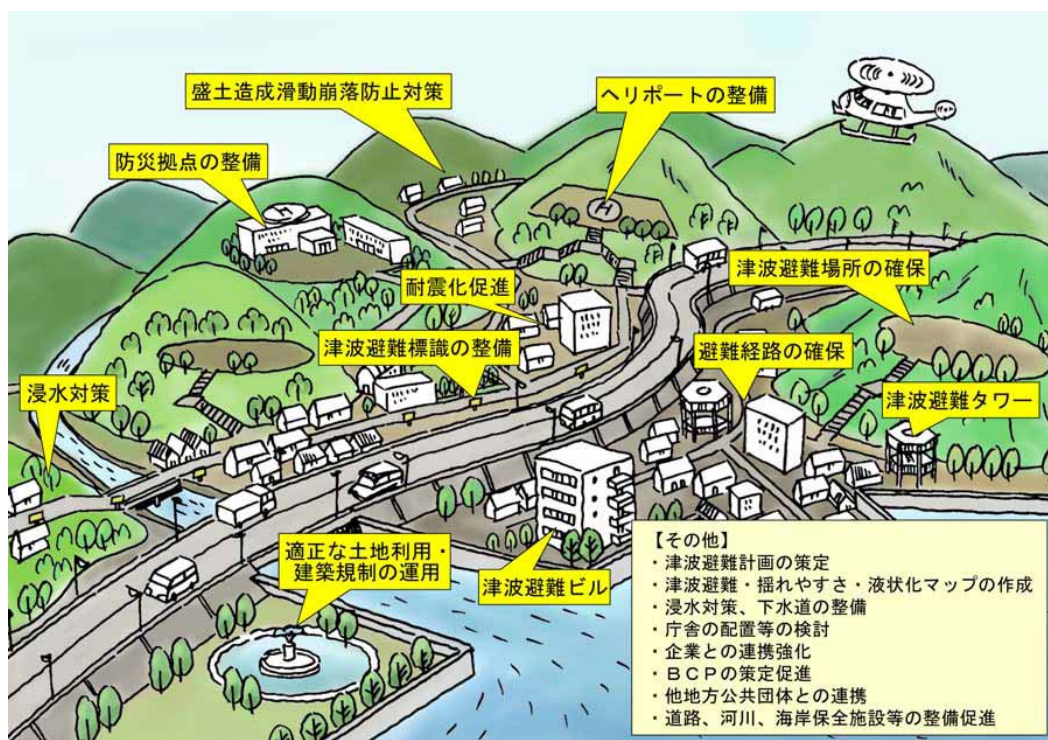 盛土造成滑動崩落防止対策
ヘリポートの整備
防災拠点の整備
H
H
津波避難場所の確保
耐震化促進
津波避難標識の整備
避難経路の確保
浸水対策
津波避難タワー
適正な土地利用・
建築規制の運用
津波避難ビル
【その他】
・津波避難計画の策定
・津波避難・揺れやすさ・液状化マップの作成
・浸水対策、下水道の整備
・庁舎の配置等の検討
・企業との連携強化
・ＢＣＰの策定促進
・他地方公共団体との連携
・道路、河川、海岸保全施設等の整備促進